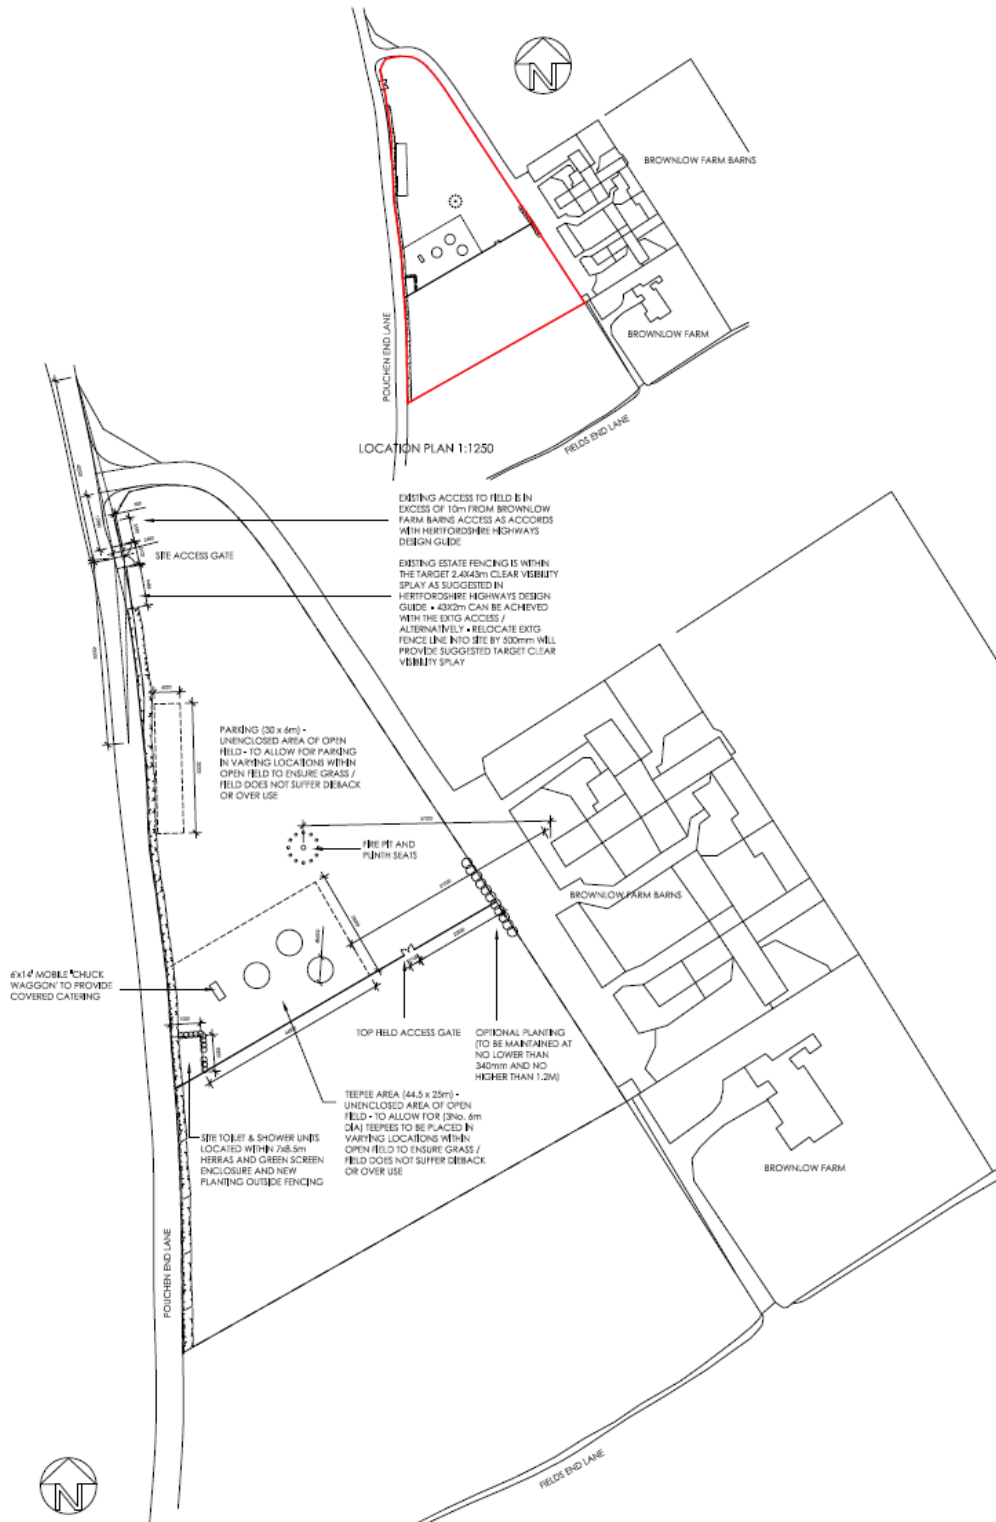 N
BROWNLOW FARM BARNS
BROWNLOW FARM
POUCHEN END LANE
FIELDS END LANE
LOCATION PLAN 1:1250
EXISTING ACCESS TO FIELD IS IN
EXCESS OF 10m FROM BROWNLOW
FARM BARNS ACCESS AS ACCORDS
WITH HERTFORDSHIRE HIGHWAYS
DESIGN GUIDE
SITE ACCESS GATE
EXISTING ESTATE FENCING IS WITHIN
THE TARGET 2.4X43m CLEAR VISIBILITY
SPLAY AS SUGGESTED IN
HERTFORDSHIRE HIGHWAYS DESIGN
GUIDE • 43X2m CAN BE ACHIEVED
WITH THE EXTG ACCESS /
ALTERNATIVELY • RELOCATE EXTG
FENCE LINE INTO SITE BY 500mm WILL
PROVIDE SUGGESTED TARGET CLEAR
VISIBILITY SPLAY
PARKING (30 x 6m) -
UNENCLOSED AREA OF OPEN
FIELD - TO ALLOW FOR PARKING
IN VARYING LOCATIONS WITHIN
OPEN FIELD TO ENSURE GRASS /
FIELD DOES NOT SUFFER DIEBACK
OR OVER USE
FIRE PIT AND
PLINTH SEATS
BROWNLOW FARM BARNS
6'x14' MOBILE 'CHUCK
WAGGON' TO PROVIDE
COVERED CATERING
TOP FIELD ACCESS GATE
OPTIONAL PLANTING
(TO BE MAINTAINED AT
NO LOWER THAN
340mm AND NO
HIGHER THAN 1.2M)
TEEPEE AREA (44.5 x 25m) -
UNENCLOSED AREA OF OPEN
FIELD - TO ALLOW FOR (3No. 6m
DIA) TEEPEES TO BE PLACED IN
VARYING LOCATIONS WITHIN
OPEN FIELD TO ENSURE GRASS /
FIELD DOES NOT SUFFER DIEBACK
OR OVER USE
SITE TOILET & SHOWER UNITS
LOCATED WITHIN 7x8.5m
HERRAS AND GREEN SCREEN
ENCLOSURE AND NEW
PLANTING OUTSIDE FENCING
BROWNLOW FARM
POUCHEN END LANE
FIELDS END LANE
N